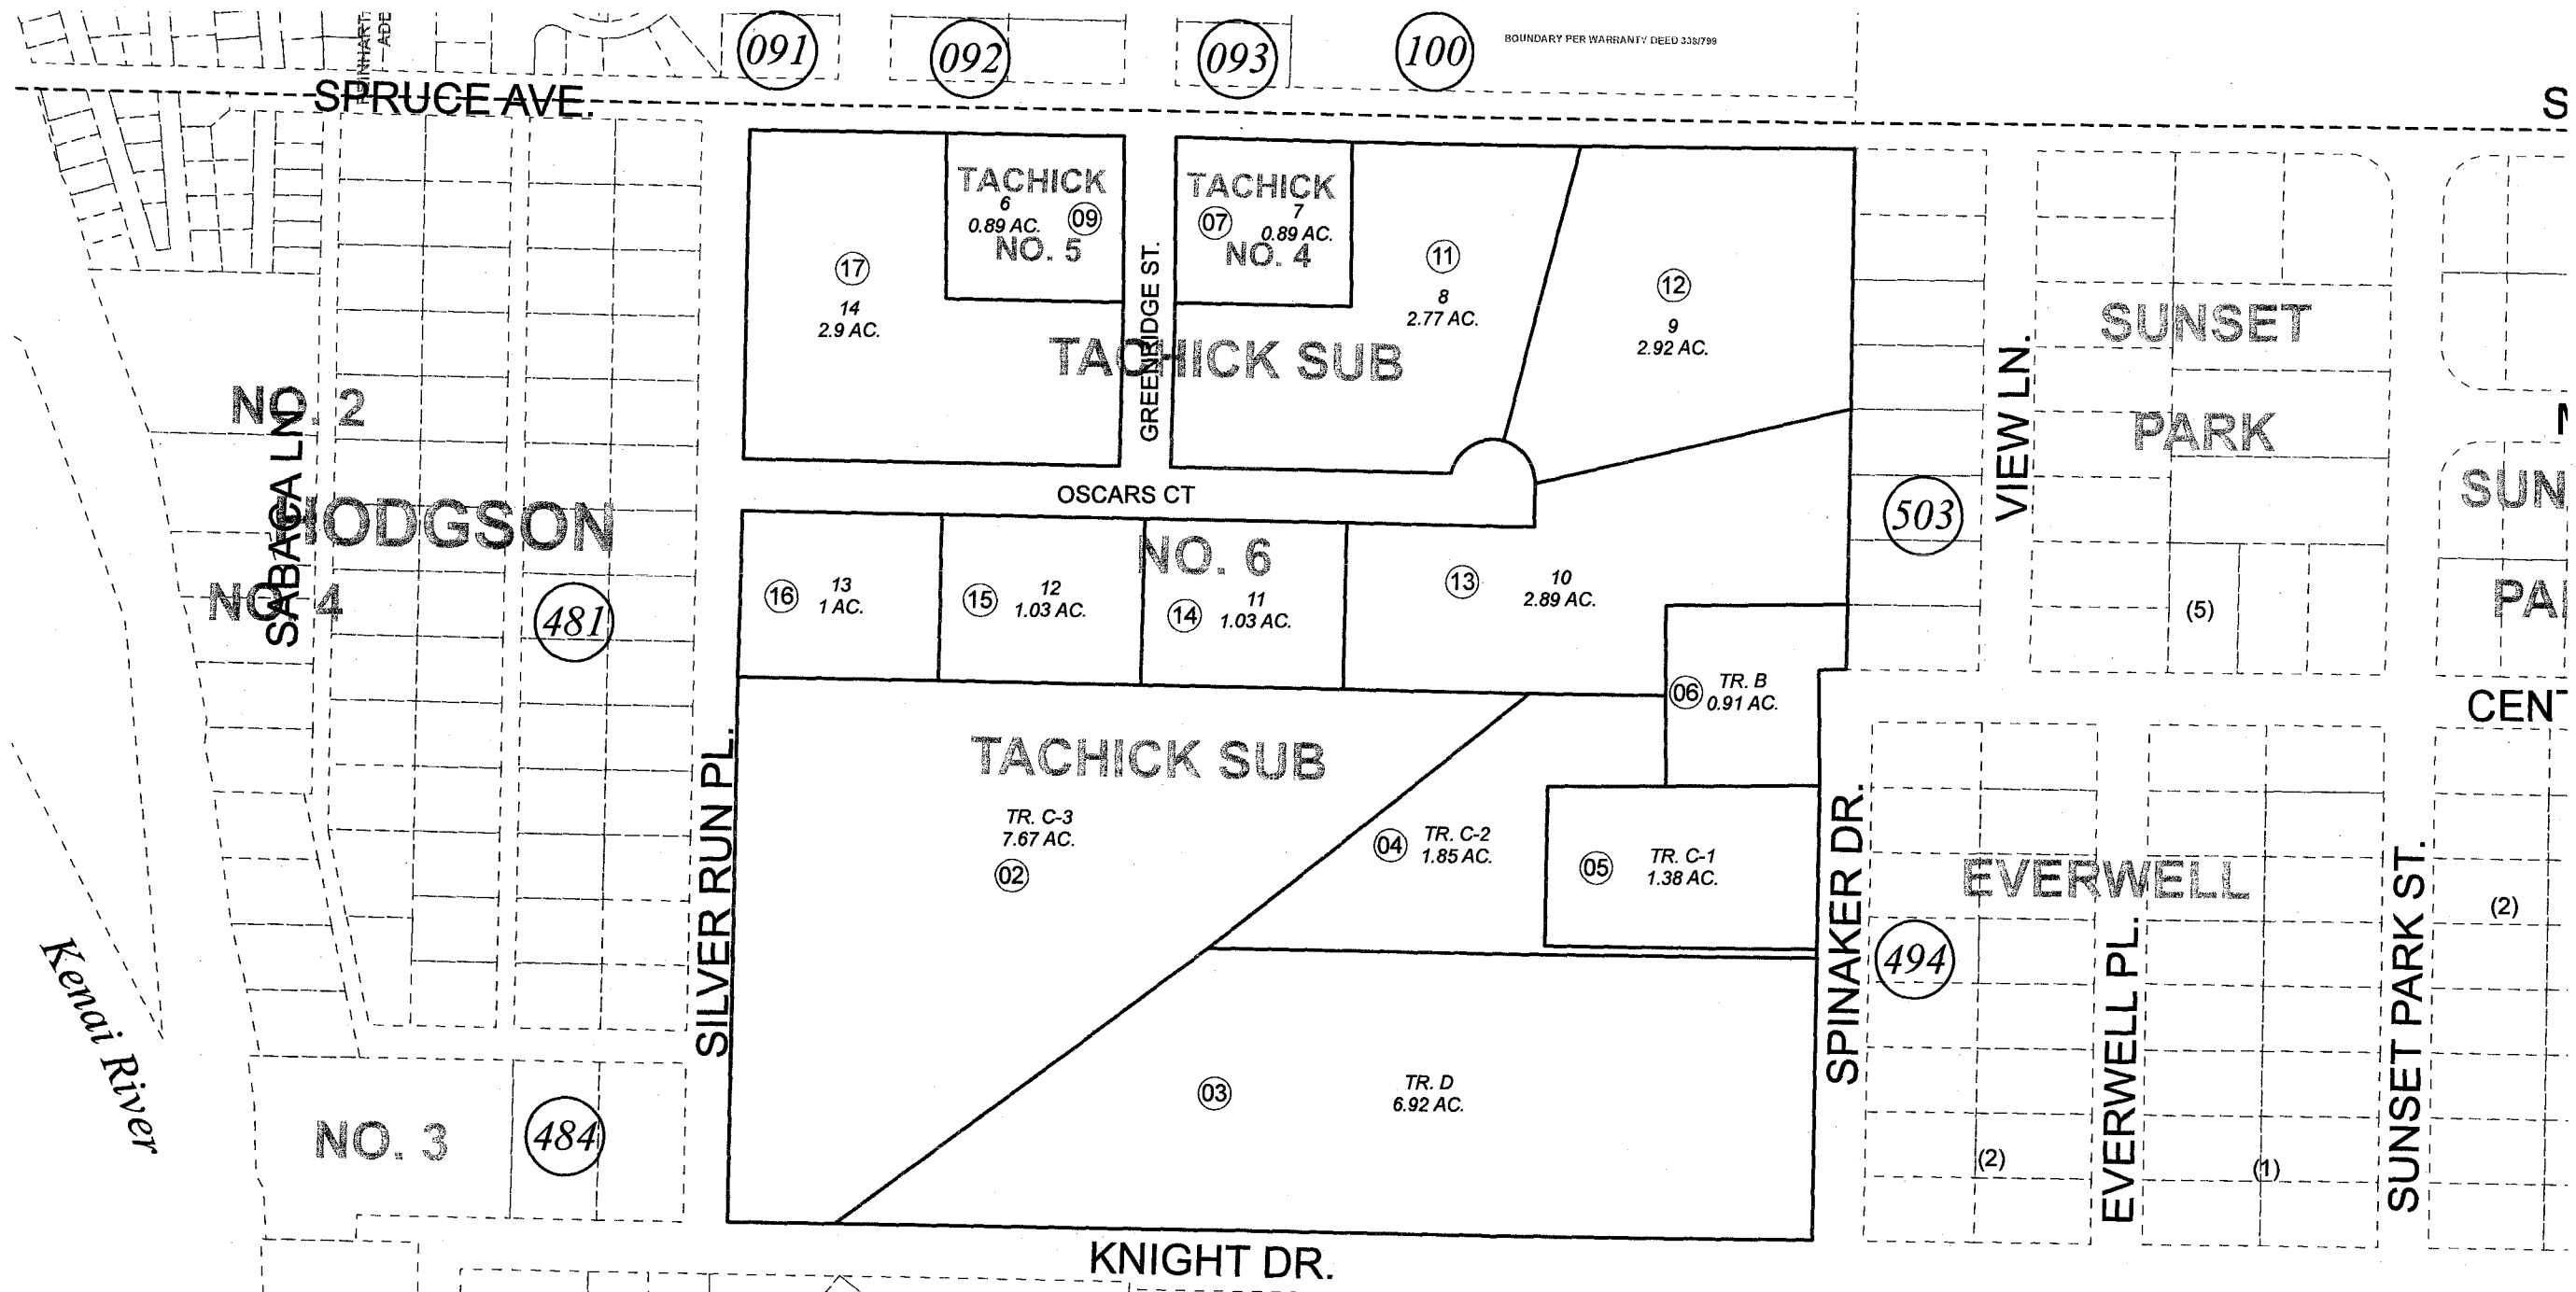 091
092
093
100
BOUNDARY PER WARRANTY DEED 338/799
SPRUCE AVE.
S
TACHICK
6
0.89 AC.
09
NO. 5
TACHICK
07
7
0.89 AC.
NO. 4
17
14
2.9 AC.
GREENRIDGE ST.
11
8
2.77 AC.
12
9
2.92 AC.
TACHICK SUB
SUNSET
PARK
VIEW LN.
NO. 2
SABACA LN
HODGSON
NO. 4
481
OSCARS CT
NO. 6
503
SUN
PA
(5)
16
13
1 AC.
15
12
1.03 AC.
14
11
1.03 AC.
13
10
2.89 AC.
06
TR. B
0.91 AC.
CENT
TACHICK SUB
SILVER RUN PL.
TR. C-3
7.67 AC.
02
04
TR. C-2
1.85 AC.
05
TR. C-1
1.38 AC.
SPINAKER DR.
EVERWELL
(2)
494
EVERWELL PL.
SUNSET PARK ST.
Kenai River
NO. 3
484
03
TR. D
6.92 AC.
(2)
(1)
KNIGHT DR.